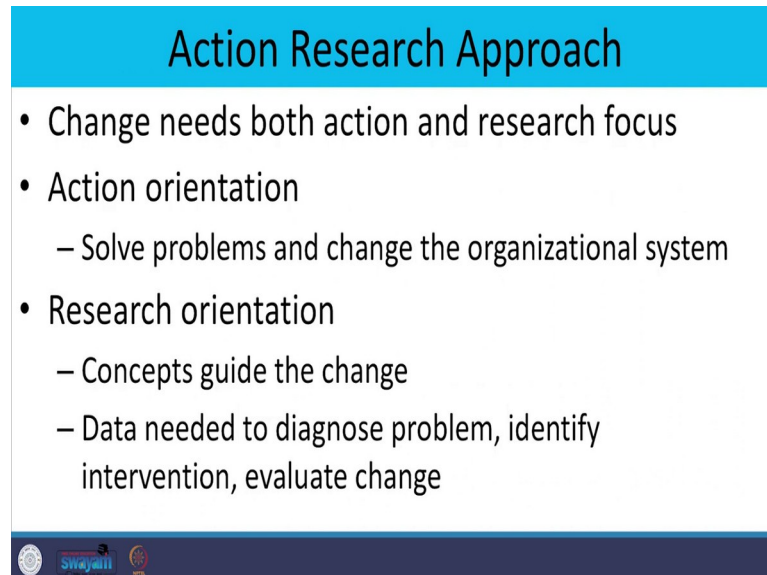 Action Research Approach
• Change needs both action and research focus
• Action orientation
– Solve problems and change the organizational system
• Research orientation
– Concepts guide the change
– Data needed to diagnose problem, identify
intervention, evaluate change
swayam